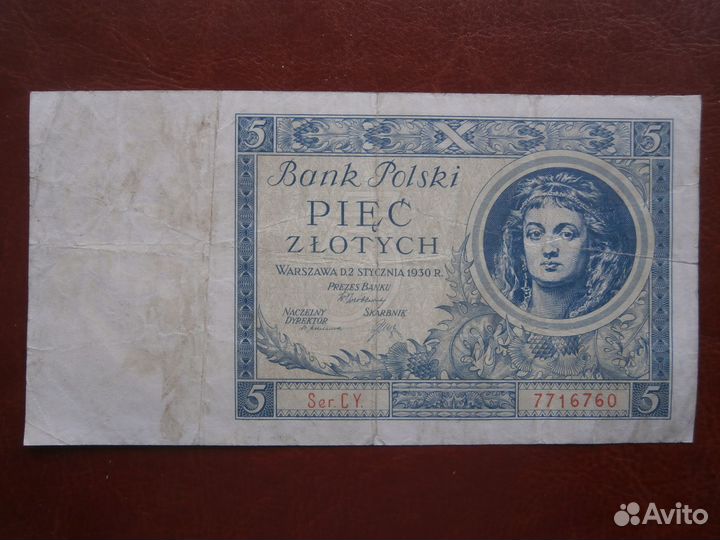 5 5
Bank Polski
PIĘĆ
ZŁOTYCH
WARSZAWA D.2 STYCZNIA 1930 R.
PREZES BANKU
NACZELNY SKARBNIK
DYREKTOR
5 Ser. C Y. 7716760 5
Avito